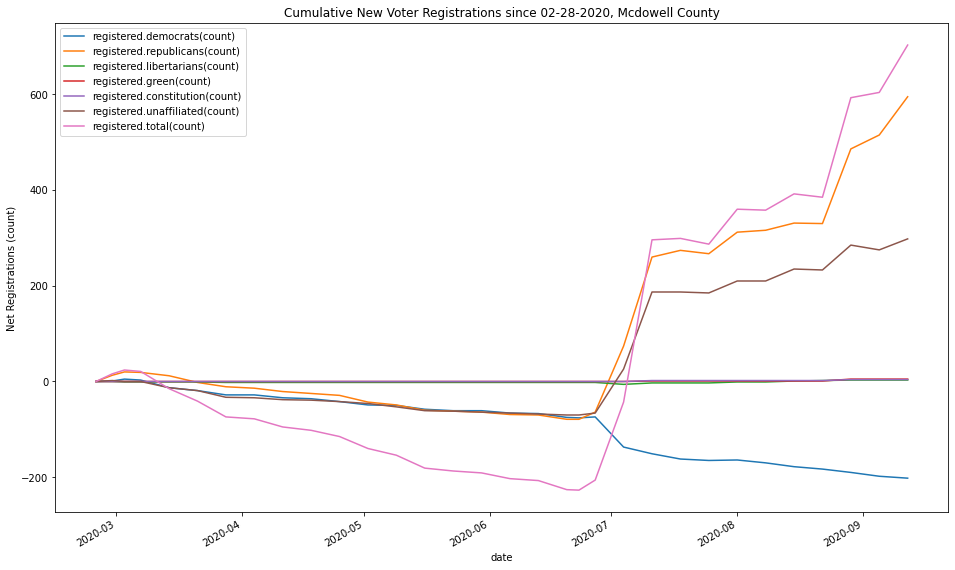 Cumulative New Voter Registrations since 02-28-2020, Mcdowell County
registered.democrats(count)
registered.republicans(count)
registered.libertarians(count)
registered.green(count)
registered.constitution(count)
registered.unaffiliated(count)
registered.total(count)
Net Registrations (count)
600
400
200
0
−200
2020-03
2020-04
2020-05
2020-06
2020-07
2020-08
2020-09
date